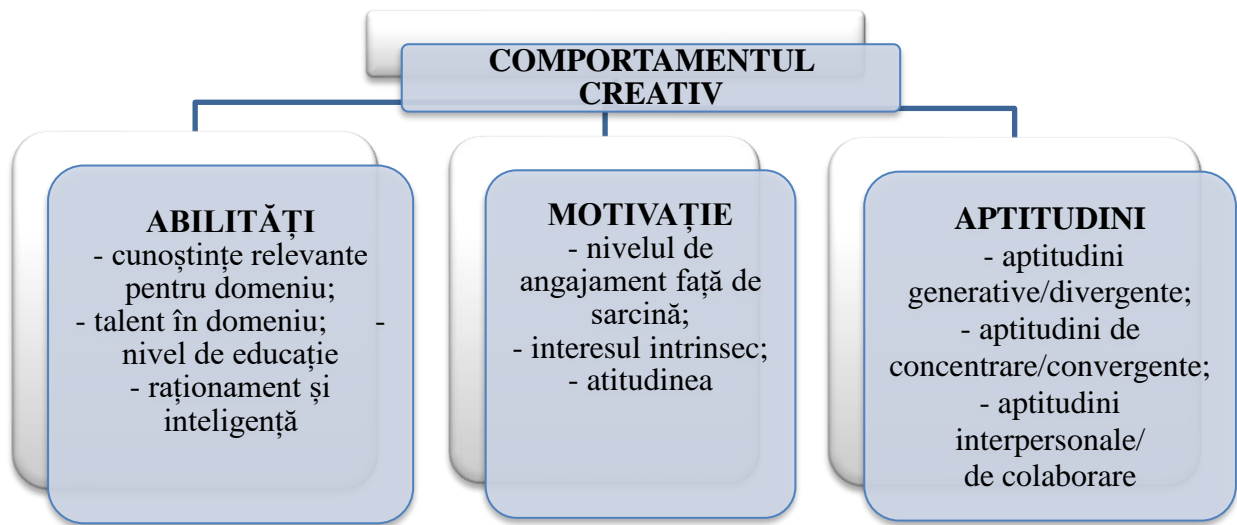 COMPORTAMENTUL
CREATIV
ABILITĂȚI
- cunoștințe relevante
pentru domeniu;
- talent în domeniu; -
nivel de educație
- raționament și
inteligență
MOTIVAȚIE
- nivelul de
angajament față de
sarcină;
- interesul intrinsec;
- atitudinea
APTITUDINI
- aptitudini
generative/divergente;
- aptitudini de
concentrare/convergente;
- aptitudini
interpersonale/
de colaborare